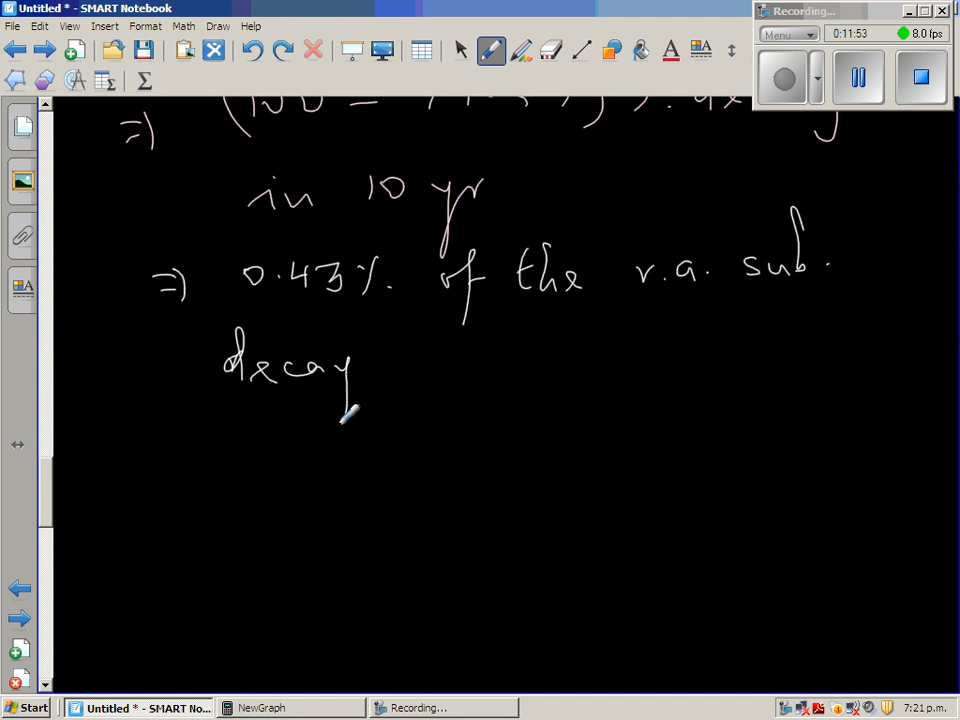 Untitled * - SMART Notebook
File Edit View Insert Format Math Draw Help
Recording...
Menu 0:11:53 8.0 fps
in 10 yr
⇒ 0.43%. of the r.a. sub.
decay
Start Untitled * - SMART No... NewGraph Recording... 7:21 p.m.